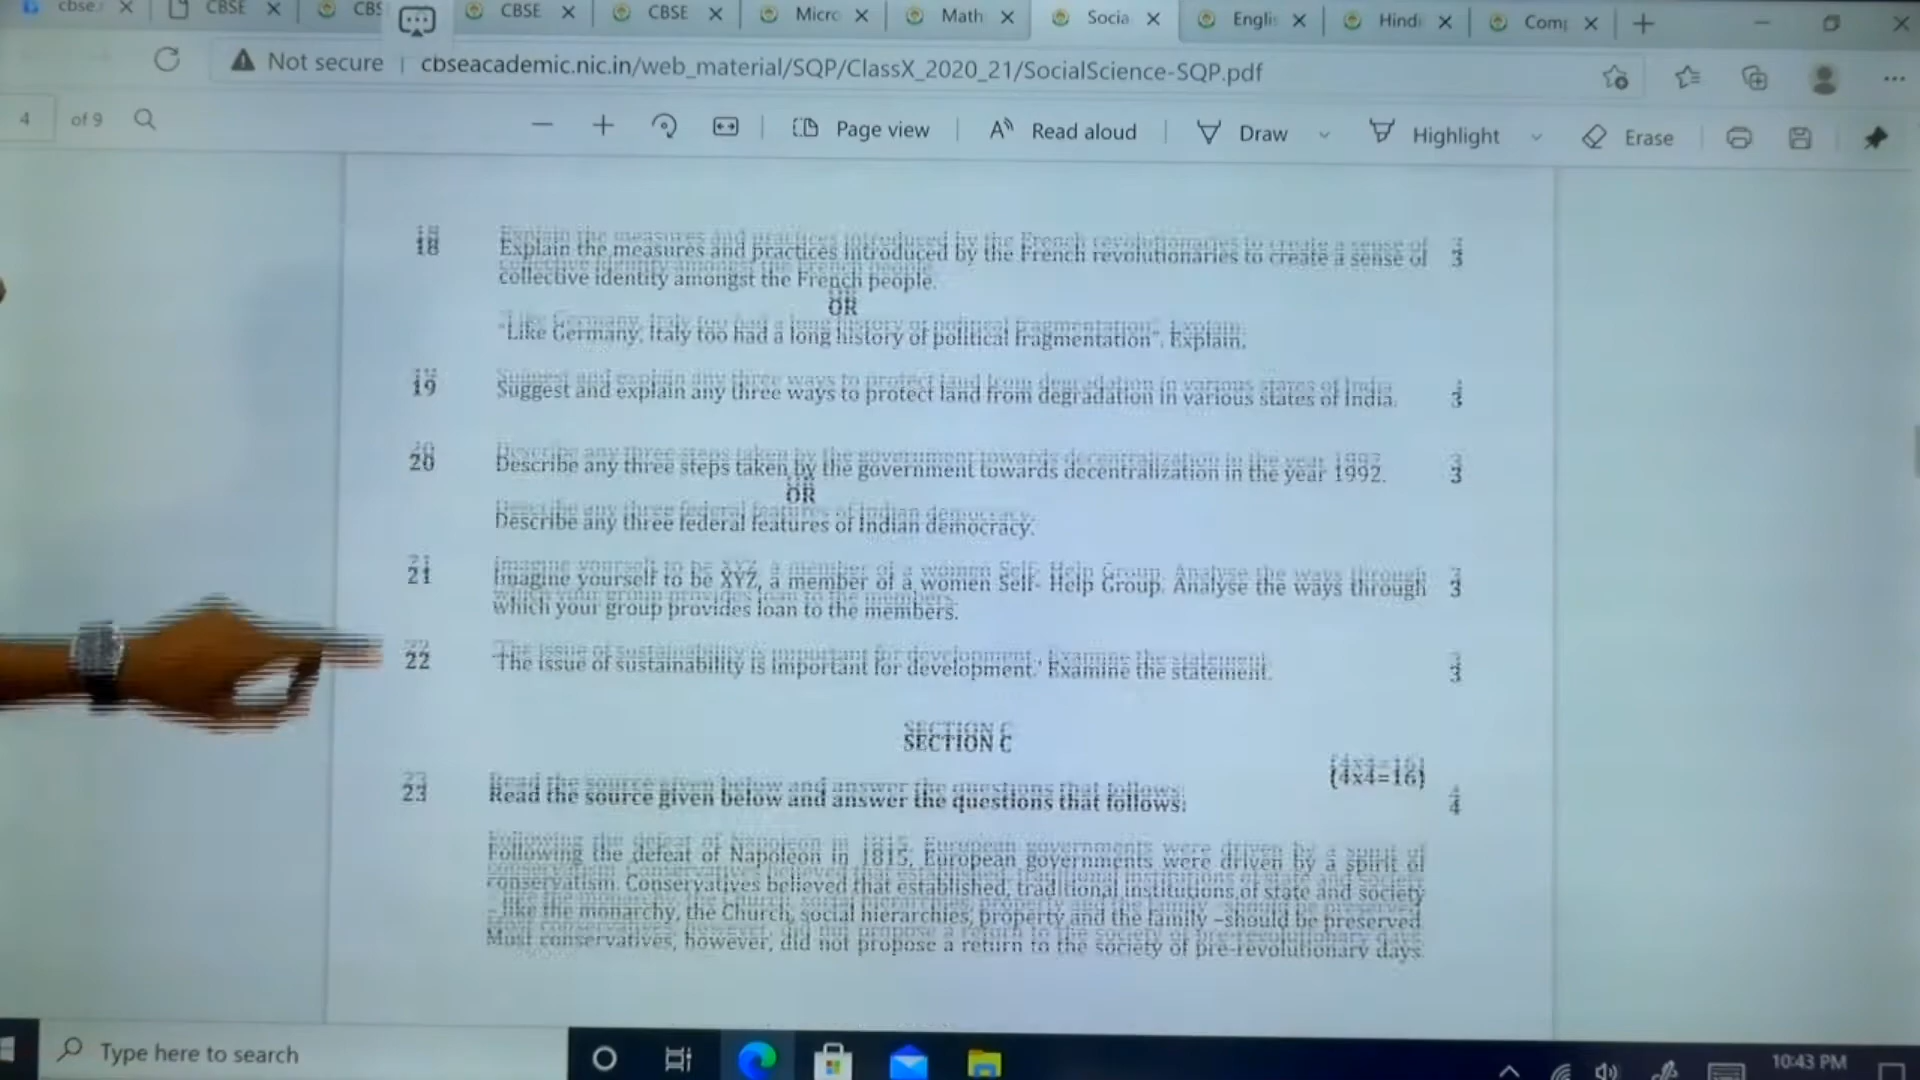 cbse.
CBSE
CBS
CBSE
CBSE
Micro
Math
Socia
Englis
Hindi
Comp
Not secure
cbseacademic.nic.in/web_material/SQP/ClassX_2020_21/SocialScience-SQP.pdf
4 of 9
Page view
Read aloud
Draw
Highlight
Erase
18 Explain the measures and practices introduced by the French revolutionaries to create a sense of 3
collective identity amongst the French people.
OR
"Like Germany, Italy too had a long history of political fragmentation". Explain.
19 Suggest and explain any three ways to protect land from degradation in various states of India. 3
20 Describe any three steps taken by the government towards decentralization in the year 1992. 3
OR
Describe any three federal features of Indian democracy.
21 Imagine yourself to be XYZ, a member of a women Self- Help Group. Analyse the ways through 3
which your group provides loan to the members.
22 'The issue of sustainability is important for development.' Examine the statement. 3
SECTION C
(4x4=16)
23 Read the source given below and answer the questions that follows: 4
Following the defeat of Napoleon in 1815, European governments were driven by a spirit of
conservatism. Conservatives believed that established, traditional institutions of state and society
– like the monarchy, the Church, social hierarchies, property and the family –should be preserved.
Most conservatives, however, did not propose a return to the society of pre-revolutionary days.
Type here to search
10:43 PM